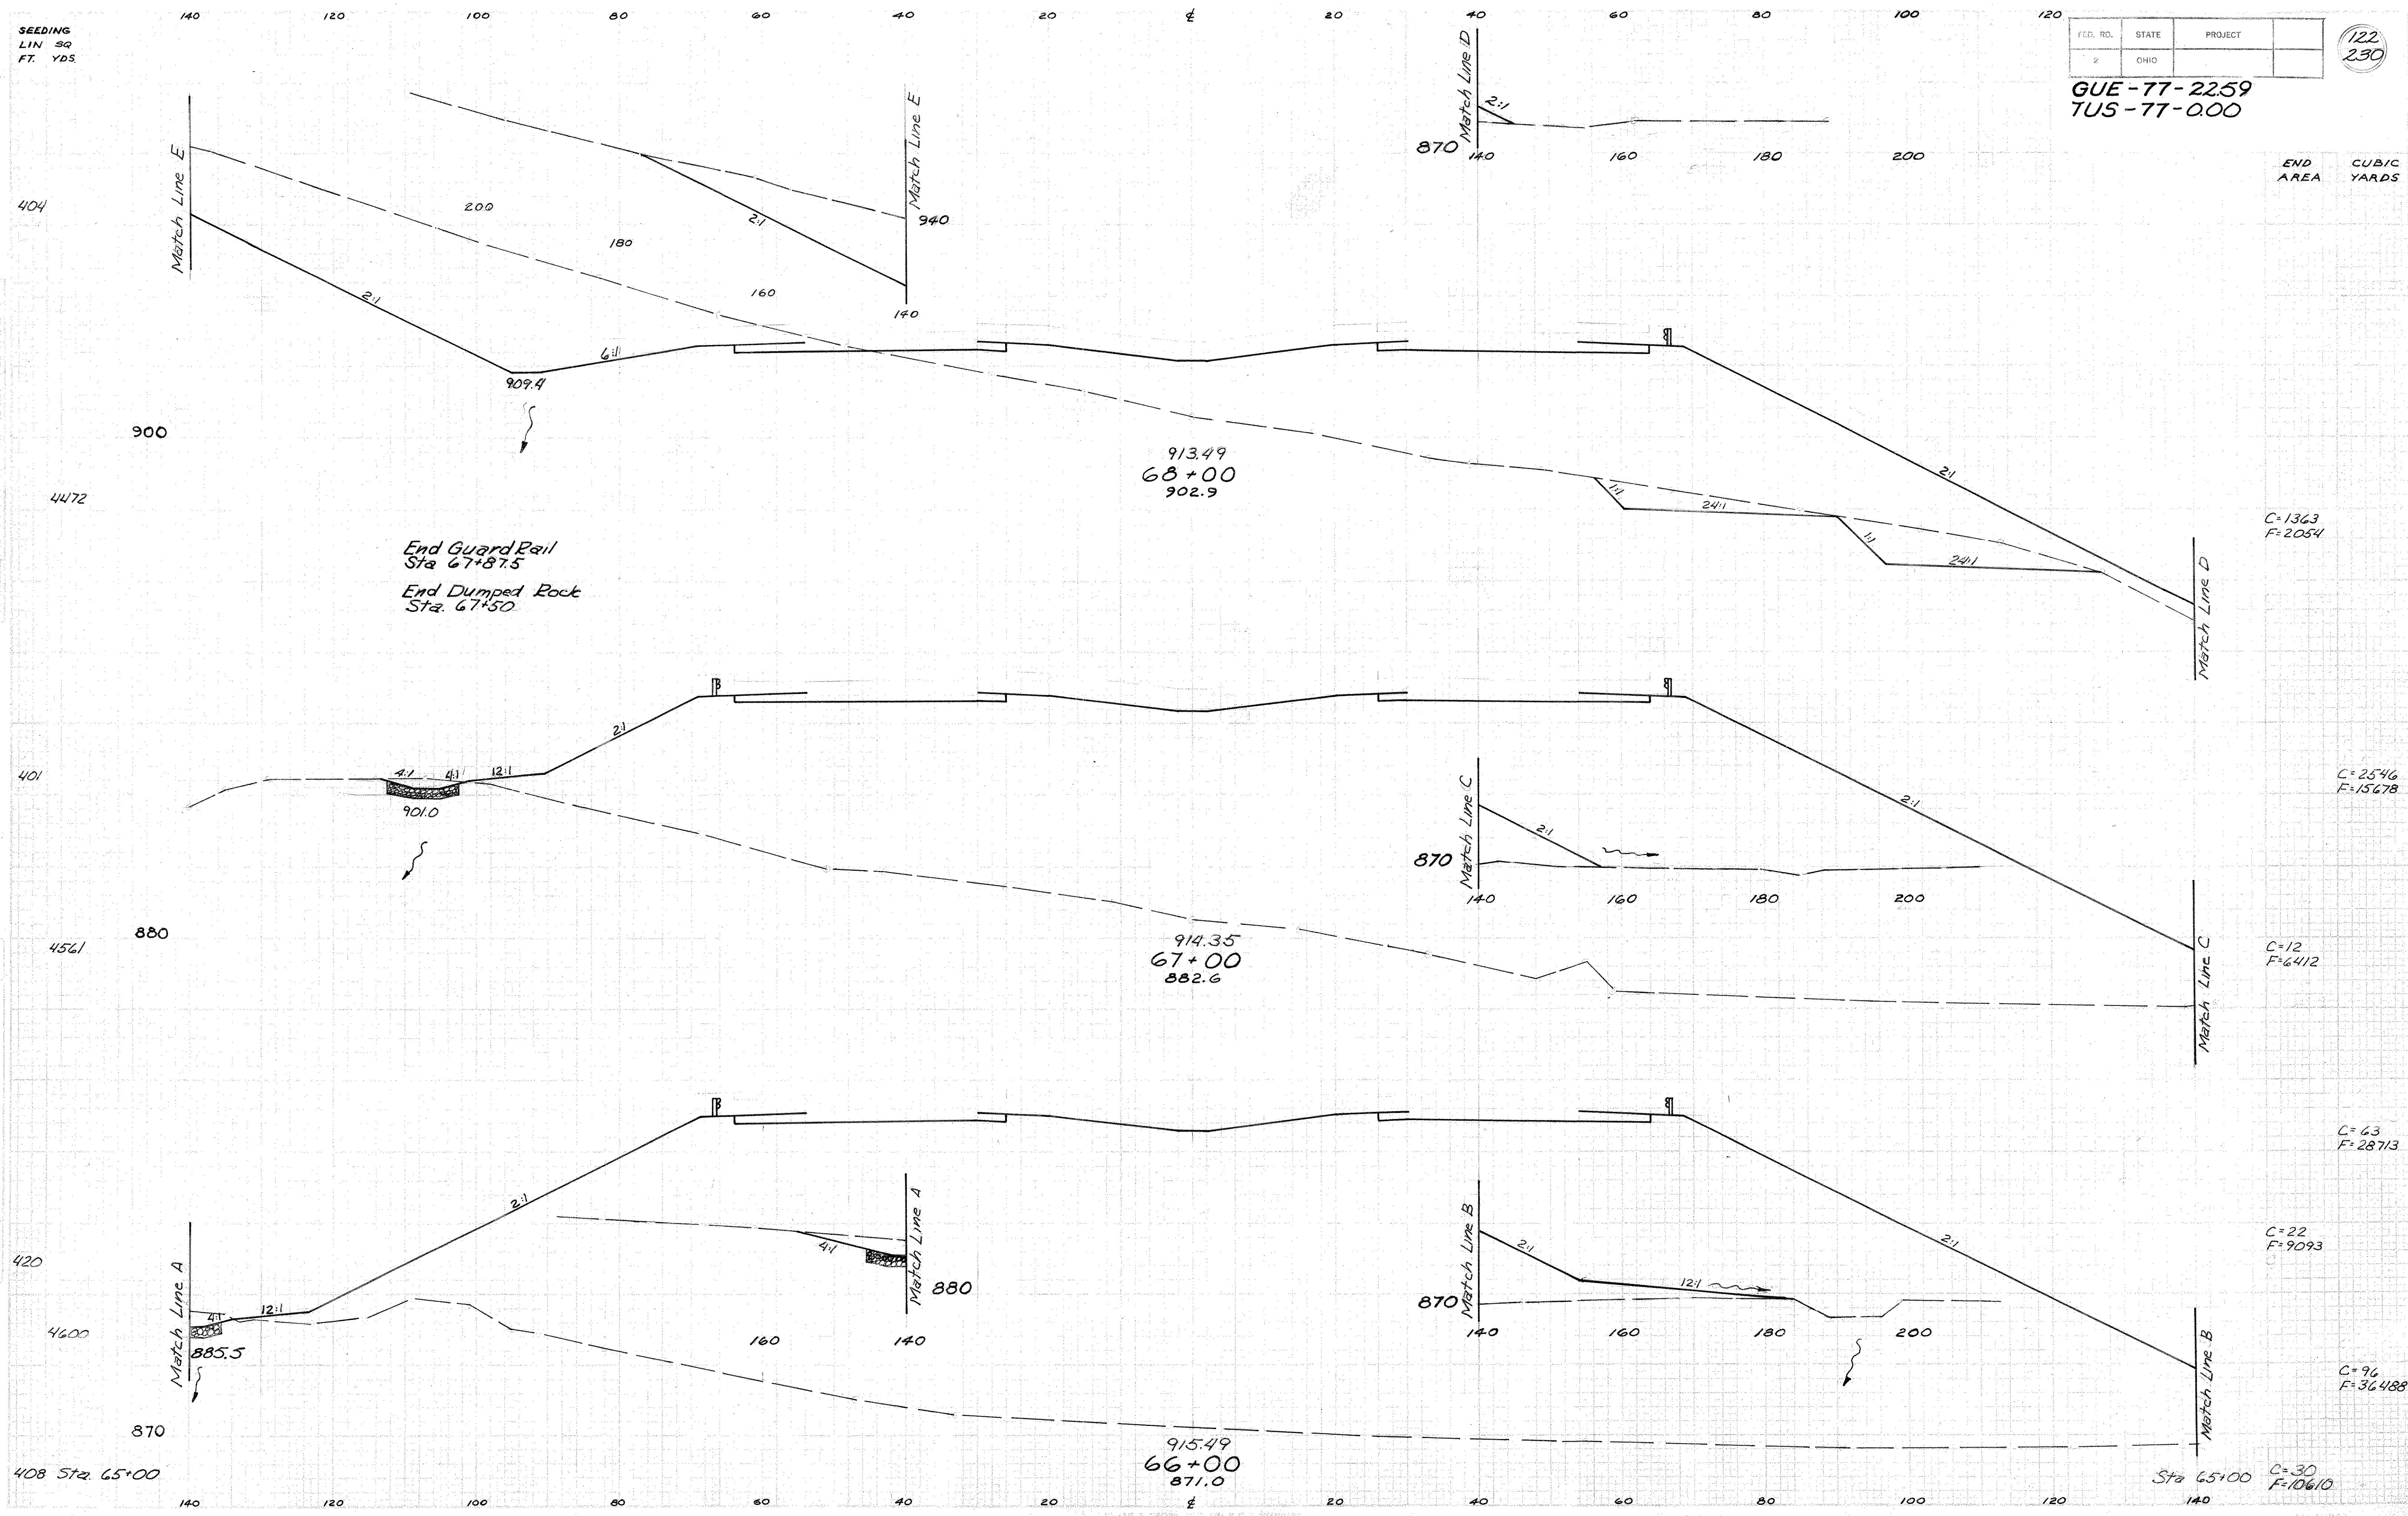 140 120 100 80 60 40 20 ℄ 20 40 60 80 100 120
SEEDING
LIN SQ
FT. YDS.
FED. RD. STATE PROJECT
2 OHIO
122
230
GUE-77-22.59
TUS-77-0.00
END CUBIC
AREA YARDS
Match Line D
2:1
870
140 160 180 200
Match Line E
Match Line E
404
200
180
160
140
2:1
940
2:1
6:1
909.4
900
913.49
68+00
902.9
2:1
1:1
24:1
1:1
24:1
Match Line D
4472
C=1363
F=2054
End Guard Rail
Sta 67+87.5
End Dumped Rock
Sta. 67+50
401
2:1
4:1 4:1 12:1
901.0
C=2546
F=15678
Match Line C
2:1
870
140 160 180 200
2:1
Match Line C
880
4561
914.35
67+00
882.6
C=12
F=6412
C=63
F=28713
2:1
Match Line A
4:1
880
160 140
Match Line A
4:1 12:1
885.5
420
Match Line B
2:1
12:1
870
140 160 180 200
2:1
Match Line B
C=22
F=9093
4600
C=96
F=36488
870
915.49
66+00
871.0
408 Sta. 65+00
Sta 65+00 C=30
F=10610
140 120 100 80 60 40 20 ℄ 20 40 60 80 100 120 140